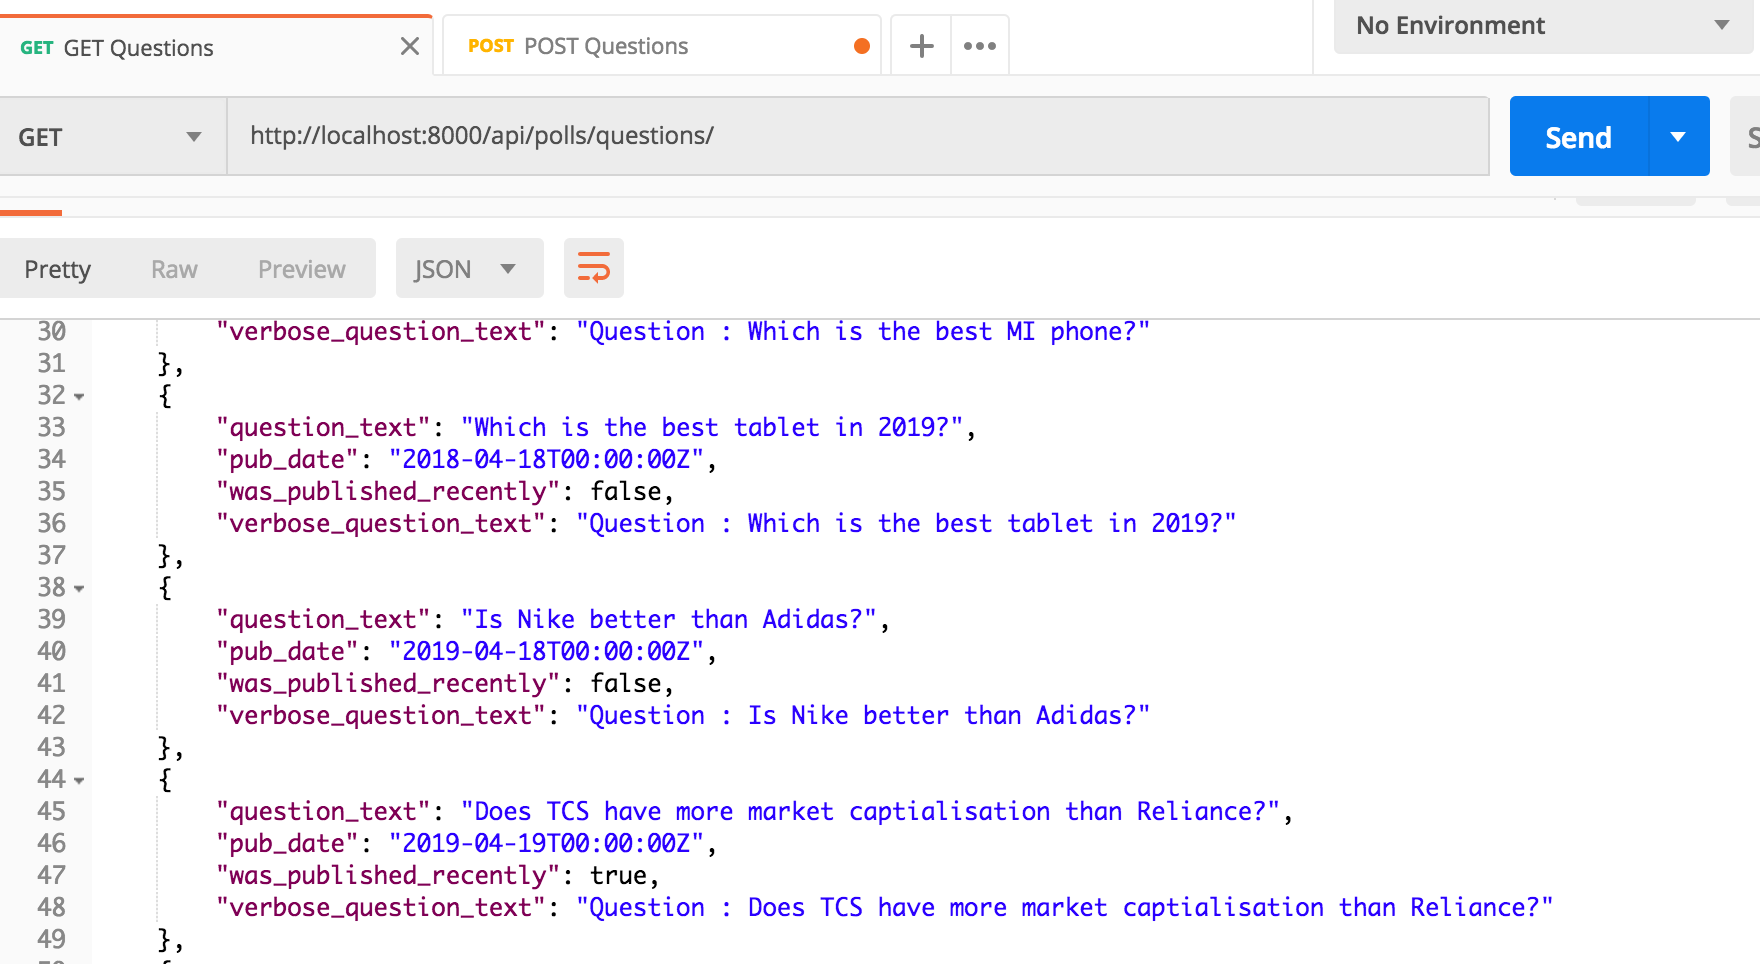 GET GET Questions
POST POST Questions
No Environment
GET
http://localhost:8000/api/polls/questions/
Send
Pretty Raw Preview JSON
30 "verbose_question_text": "Question : Which is the best MI phone?"
31 },
32 {
33 "question_text": "Which is the best tablet in 2019?",
34 "pub_date": "2018-04-18T00:00:00Z",
35 "was_published_recently": false,
36 "verbose_question_text": "Question : Which is the best tablet in 2019?"
37 },
38 {
39 "question_text": "Is Nike better than Adidas?",
40 "pub_date": "2019-04-18T00:00:00Z",
41 "was_published_recently": false,
42 "verbose_question_text": "Question : Is Nike better than Adidas?"
43 },
44 {
45 "question_text": "Does TCS have more market captialisation than Reliance?",
46 "pub_date": "2019-04-19T00:00:00Z",
47 "was_published_recently": true,
48 "verbose_question_text": "Question : Does TCS have more market captialisation than Reliance?"
49 },